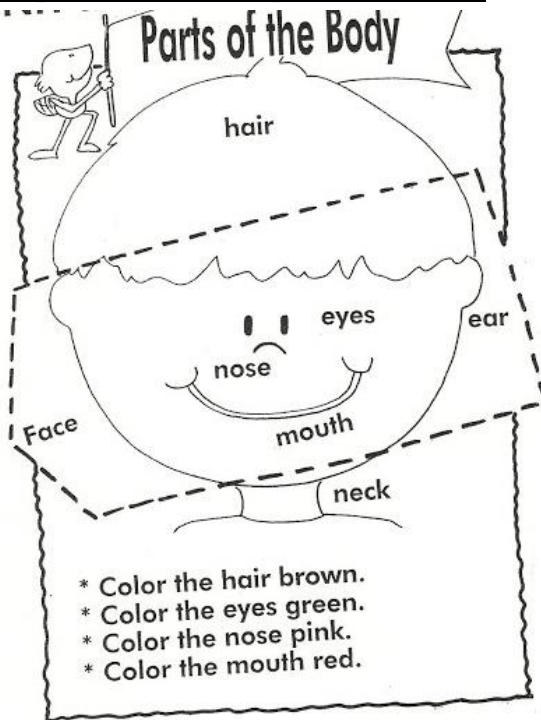 Parts of the Body
hair
eyes
ear
nose
Face
mouth
neck
* Color the hair brown.
* Color the eyes green.
* Color the nose pink.
* Color the mouth red.